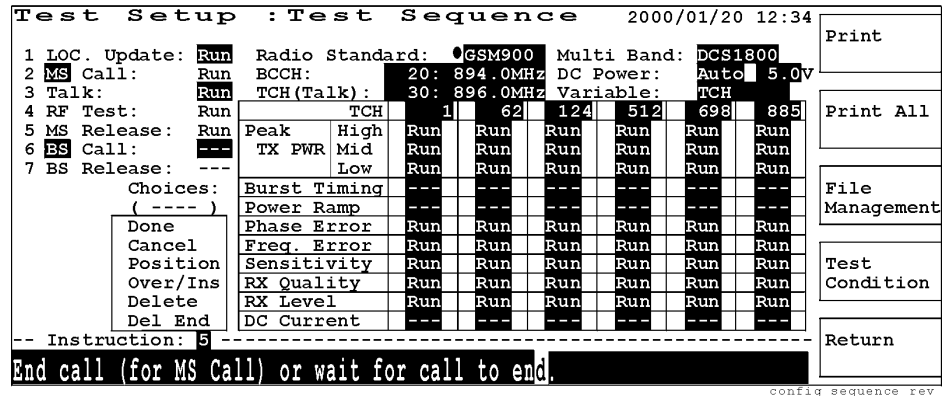 Test Setup :Test Sequence 2000/01/20 12:34
1 LOC. Update: Run Radio Standard: GSM900 Multi Band: DCS1800
2 MS Call: Run BCCH: 20: 894.0MHz DC Power: Auto 5.0V
3 Talk: Run TCH(Talk): 30: 896.0MHz Variable: TCH
4 RF Test: Run TCH 1 62 124 512 698 885
5 MS Release: Run Peak High Run Run Run Run Run Run
6 BS Call: --- TX PWR Mid Run Run Run Run Run Run
7 BS Release: --- Low Run Run Run Run Run Run
Choices: Burst Timing --- --- --- --- --- ---
( ---- ) Power Ramp --- --- --- --- --- ---
Done Phase Error Run Run Run Run Run Run
Cancel Freq. Error Run Run Run Run Run Run
Position Sensitivity Run Run Run Run Run Run
Over/Ins RX Quality Run Run Run Run Run Run
Delete RX Level Run Run Run Run Run Run
Del End DC Current --- --- --- --- --- ---
-- Instruction: 5 --------------------------------
End call (for MS Call) or wait for call to end.
Print
Print All
File
Management
Test
Condition
Return
config sequence rev